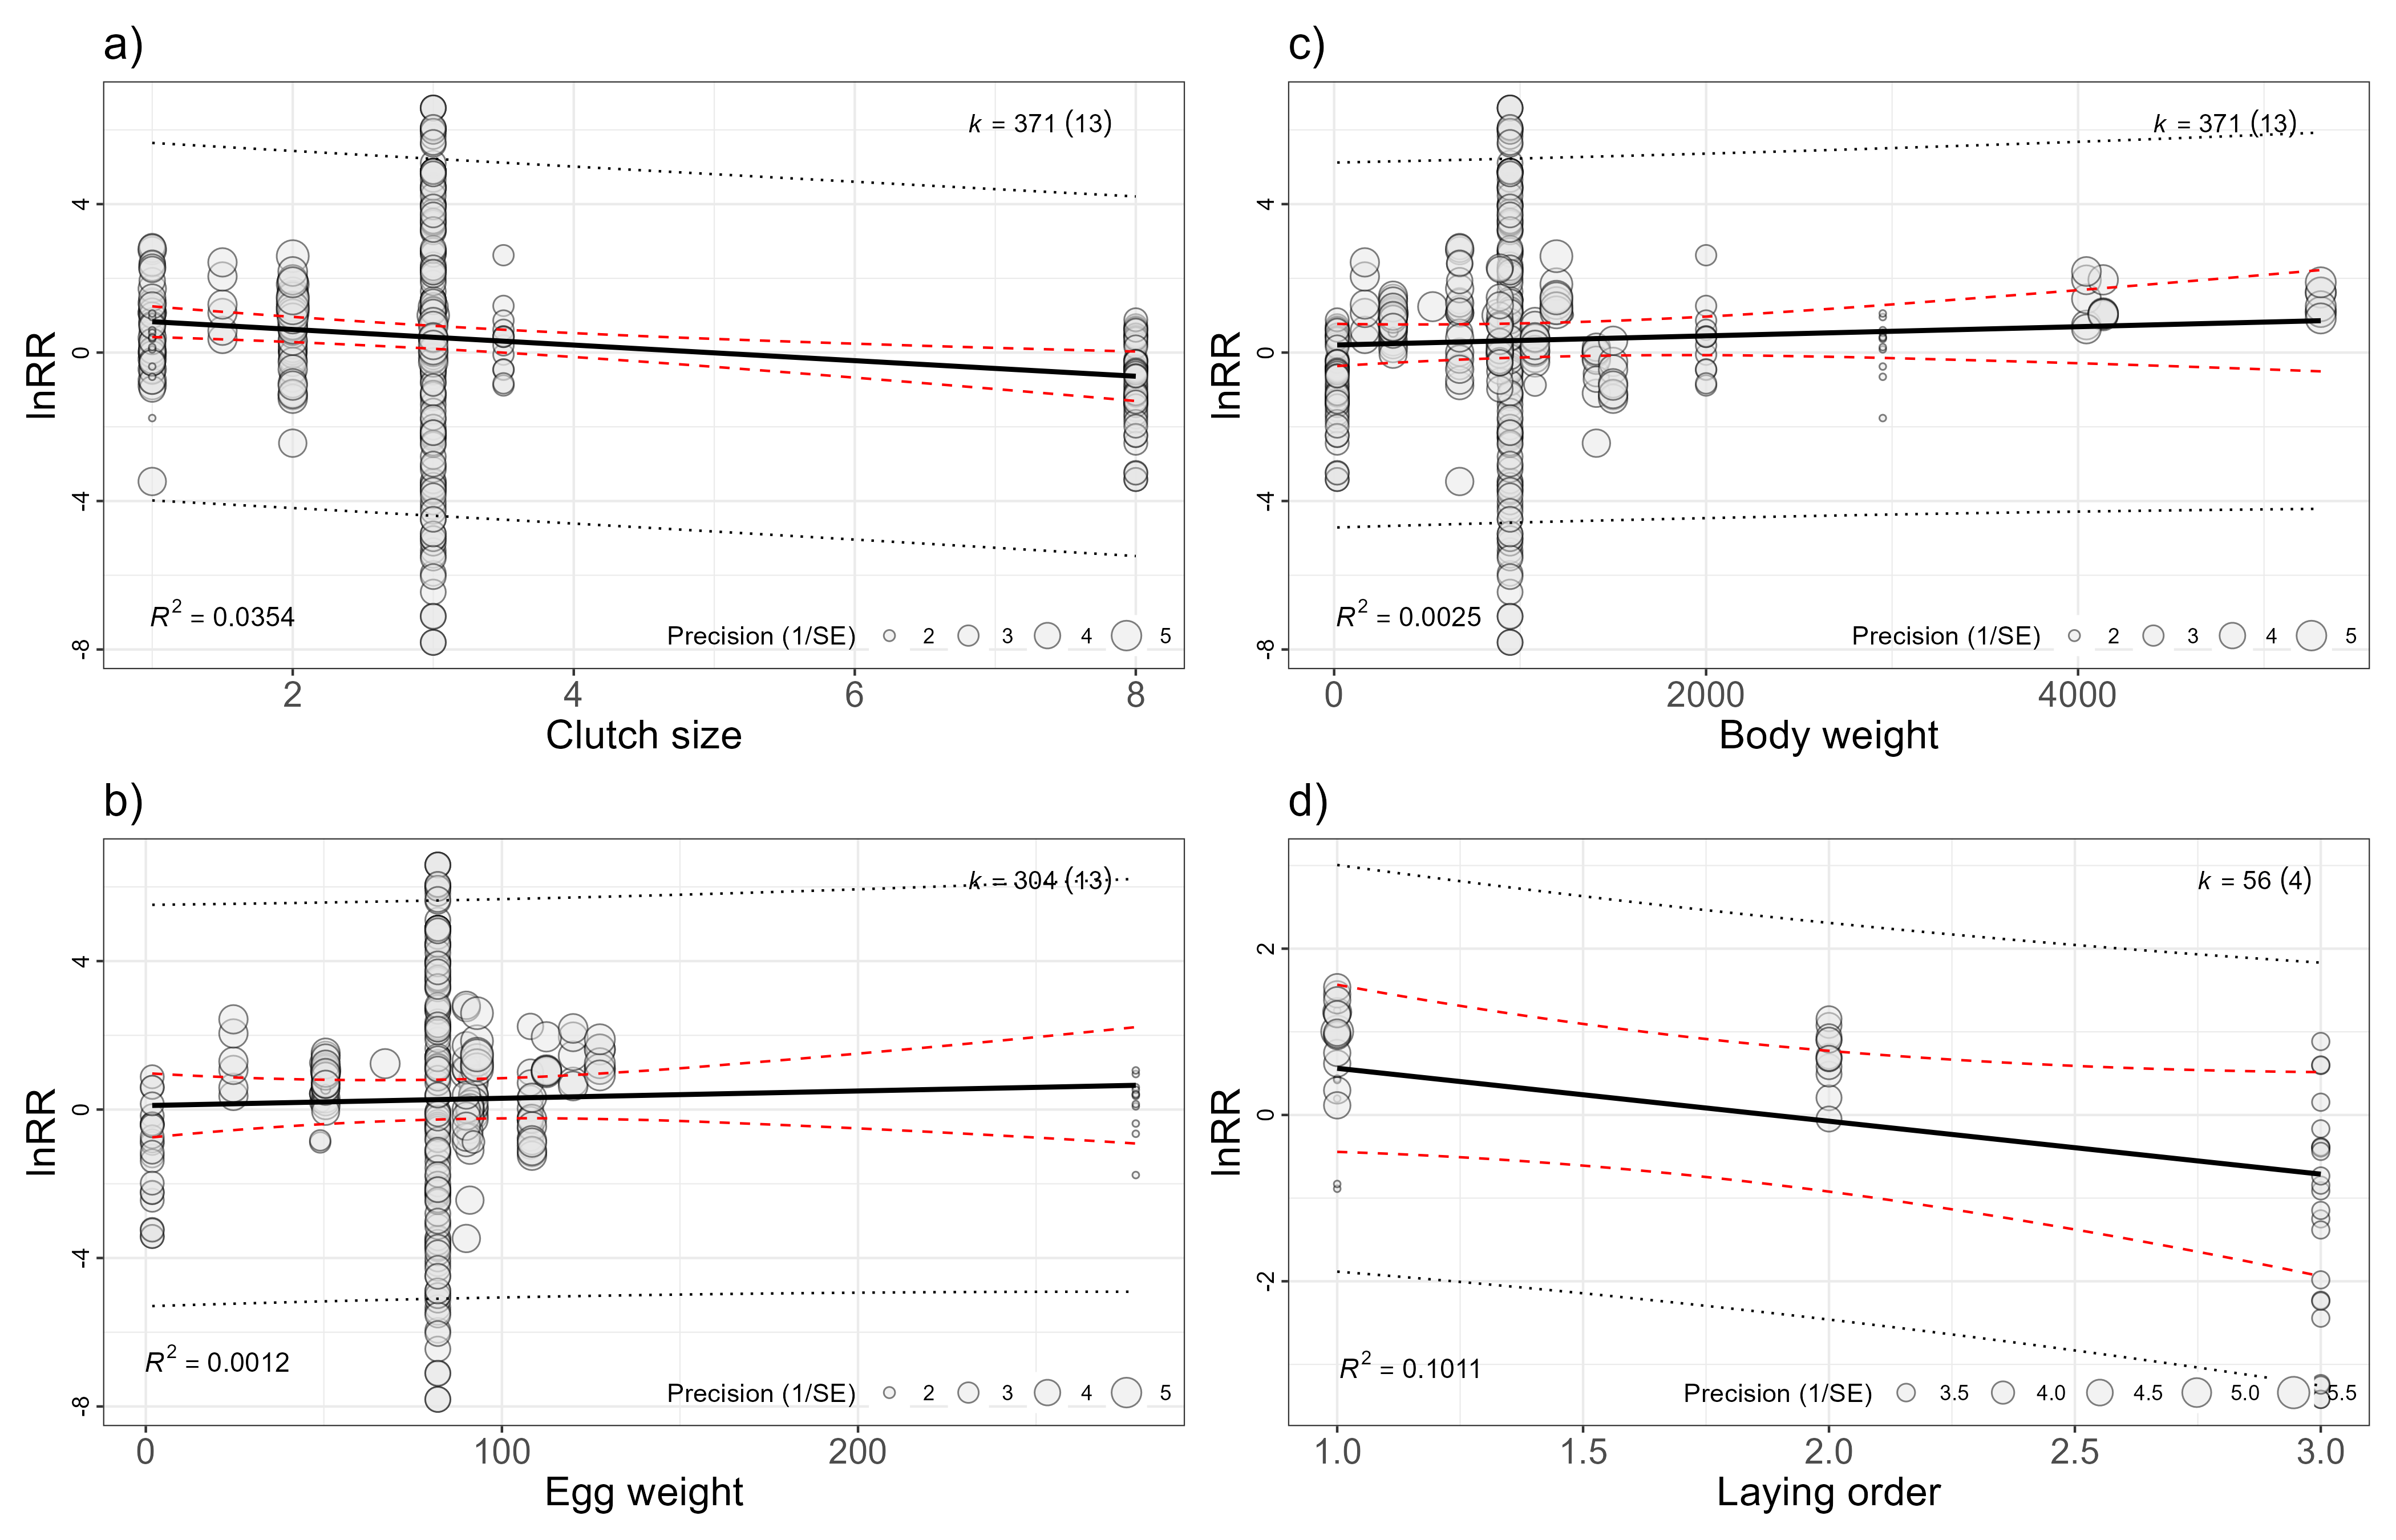 a)
lnRR
4
0
-4
-8
k = 371 (13)
R² = 0.0354
Precision (1/SE) 2 3 4 5
2 4 6 8
Clutch size
c)
lnRR
4
0
-4
-8
k = 371 (13)
R² = 0.0025
Precision (1/SE) 2 3 4 5
0 2000 4000
Body weight
b)
lnRR
4
0
-4
-8
k = 304 (13)
R² = 0.0012
Precision (1/SE) 2 3 4 5
0 100 200
Egg weight
d)
lnRR
2
0
-2
k = 56 (4)
R² = 0.1011
Precision (1/SE) 3.5 4.0 4.5 5.0 5.5
1.0 1.5 2.0 2.5 3.0
Laying order